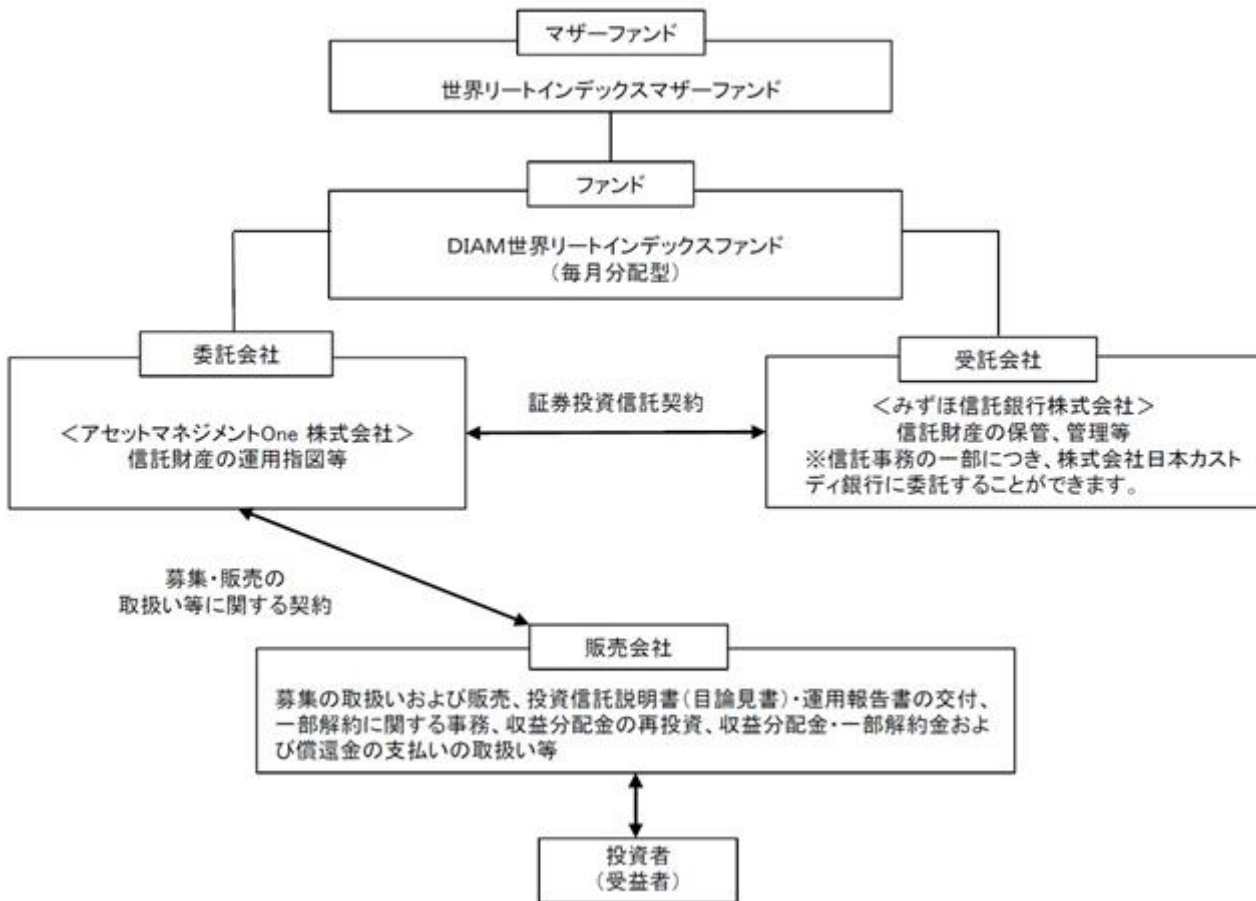 マザーファンド
世界リートインデックスマザーファンド
ファンド
DIAM世界リートインデックスファンド
（毎月分配型）
委託会社
＜アセットマネジメントOne 株式会社＞
信託財産の運用指図等
証券投資信託契約
受託会社
＜みずほ信託銀行株式会社＞
信託財産の保管、管理等
※信託事務の一部につき、株式会社日本カスト
ディ銀行に委託することができます。
募集・販売の
取扱い等に関する契約
販売会社
募集の取扱いおよび販売、投資信託説明書（目論見書）・運用報告書の交付、
一部解約に関する事務、収益分配金の再投資、収益分配金・一部解約金およ
び償還金の支払いの取扱い等
投資者
（受益者）